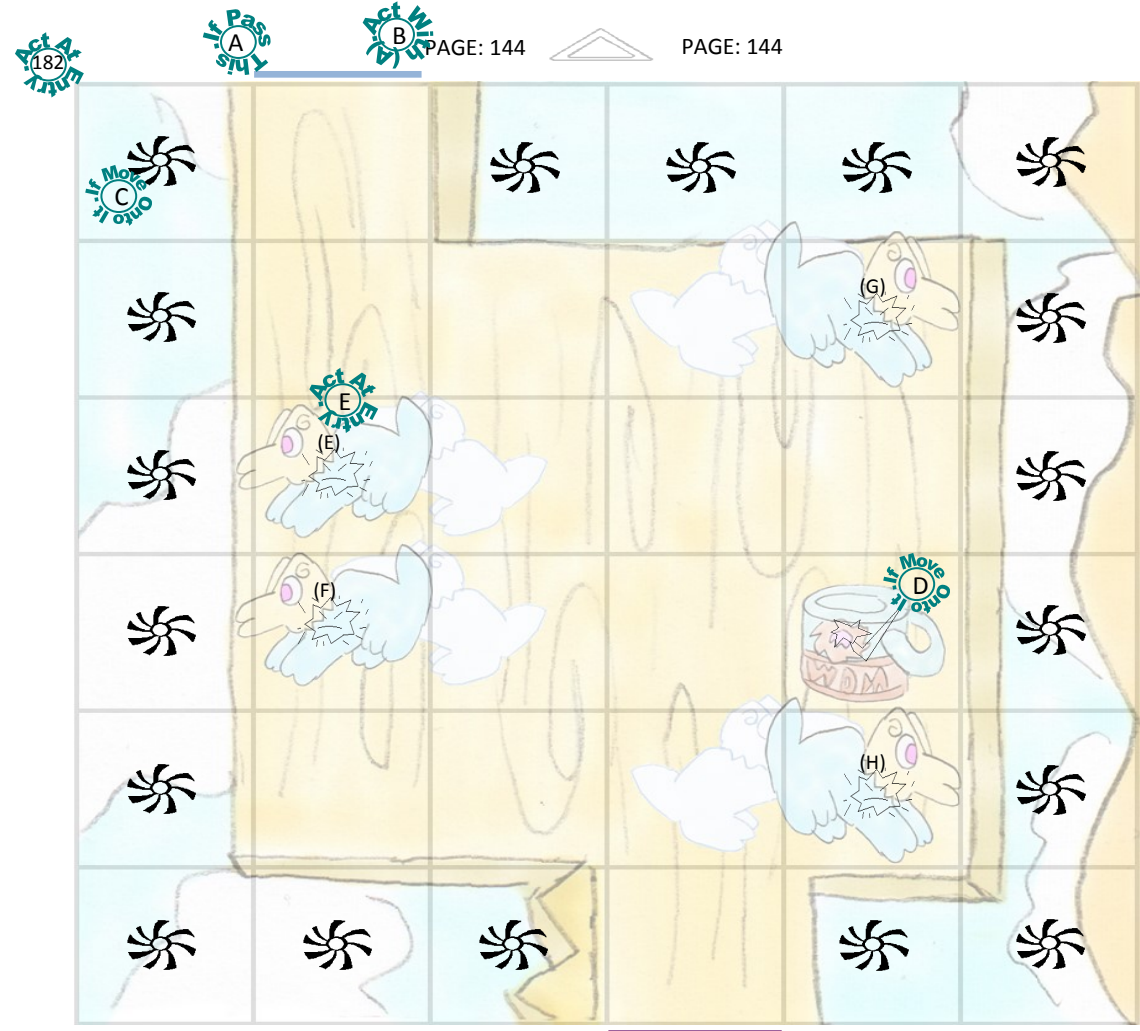 If Pass This.
A
Act With (A).
B
PAGE: 144
PAGE: 144
Act At Entry.
182
If Move Onto It.
C
(G)
Act At Entry.
E
(E)
If Move Onto It.
D
(F)
WDM
(H)